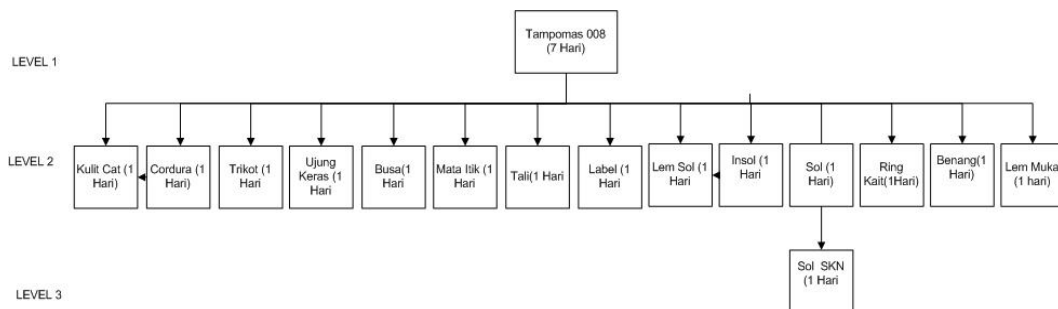 Tampomas 008
(7 Hari)
LEVEL 1
LEVEL 2
Kulit Cat (1
Hari)
Cordura (1
Hari)
Trikot (1
Hari
Ujung
Keras (1
Hari
Busa(1
Hari
Mata Itik (1
Hari
Tali(1 Hari
Label (1
Hari
Lem Sol (1
Hari
Insol (1
Hari
Sol (1
Hari)
Ring
Kait(1Hari)
Benang(1
Hari)
Lem Muka
(1 hari)
Sol SKN
(1 Hari
LEVEL 3